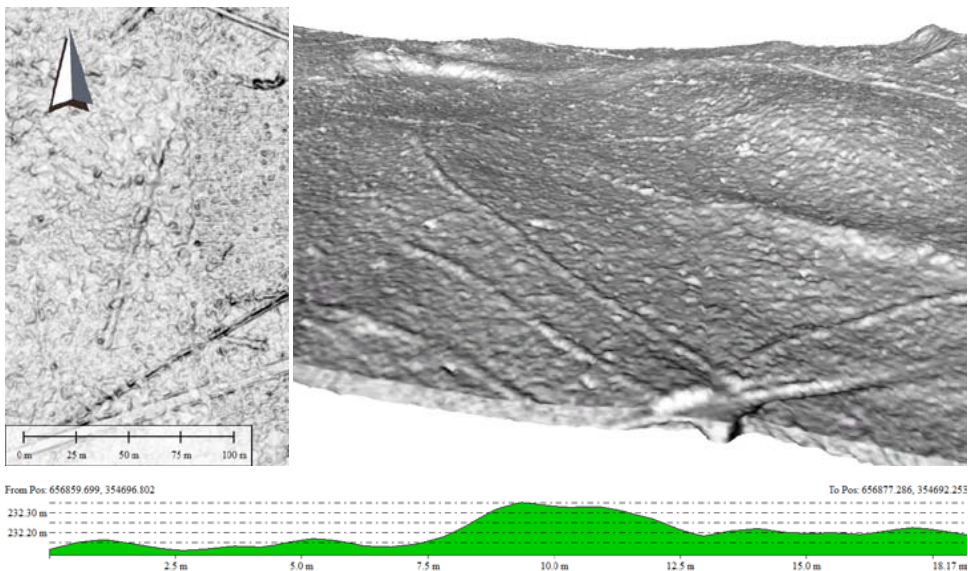 0 m 25 m 50 m 75 m 100 m
From Pos: 656859.699, 354696.802 To Pos: 656877.286, 354692.253
232.30 m
232.20 m
2.5 m 5.0 m 7.5 m 10.0 m 12.5 m 15.0 m 18.17 m